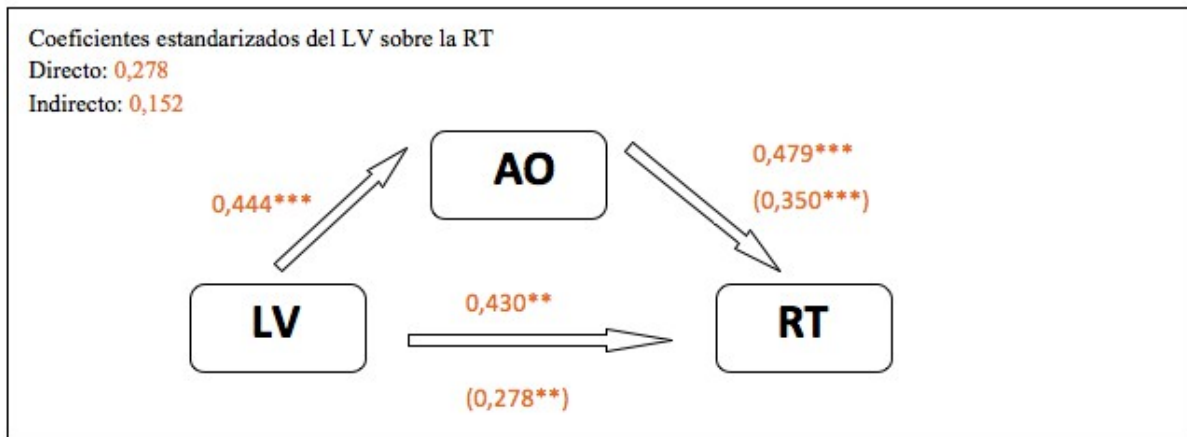 Coeficientes estandarizados del LV sobre la RT
Directo: 0,278
Indirecto: 0,152
AO
0,479***
(0,350***)
0,444***
LV
0,430**
(0,278**)
RT